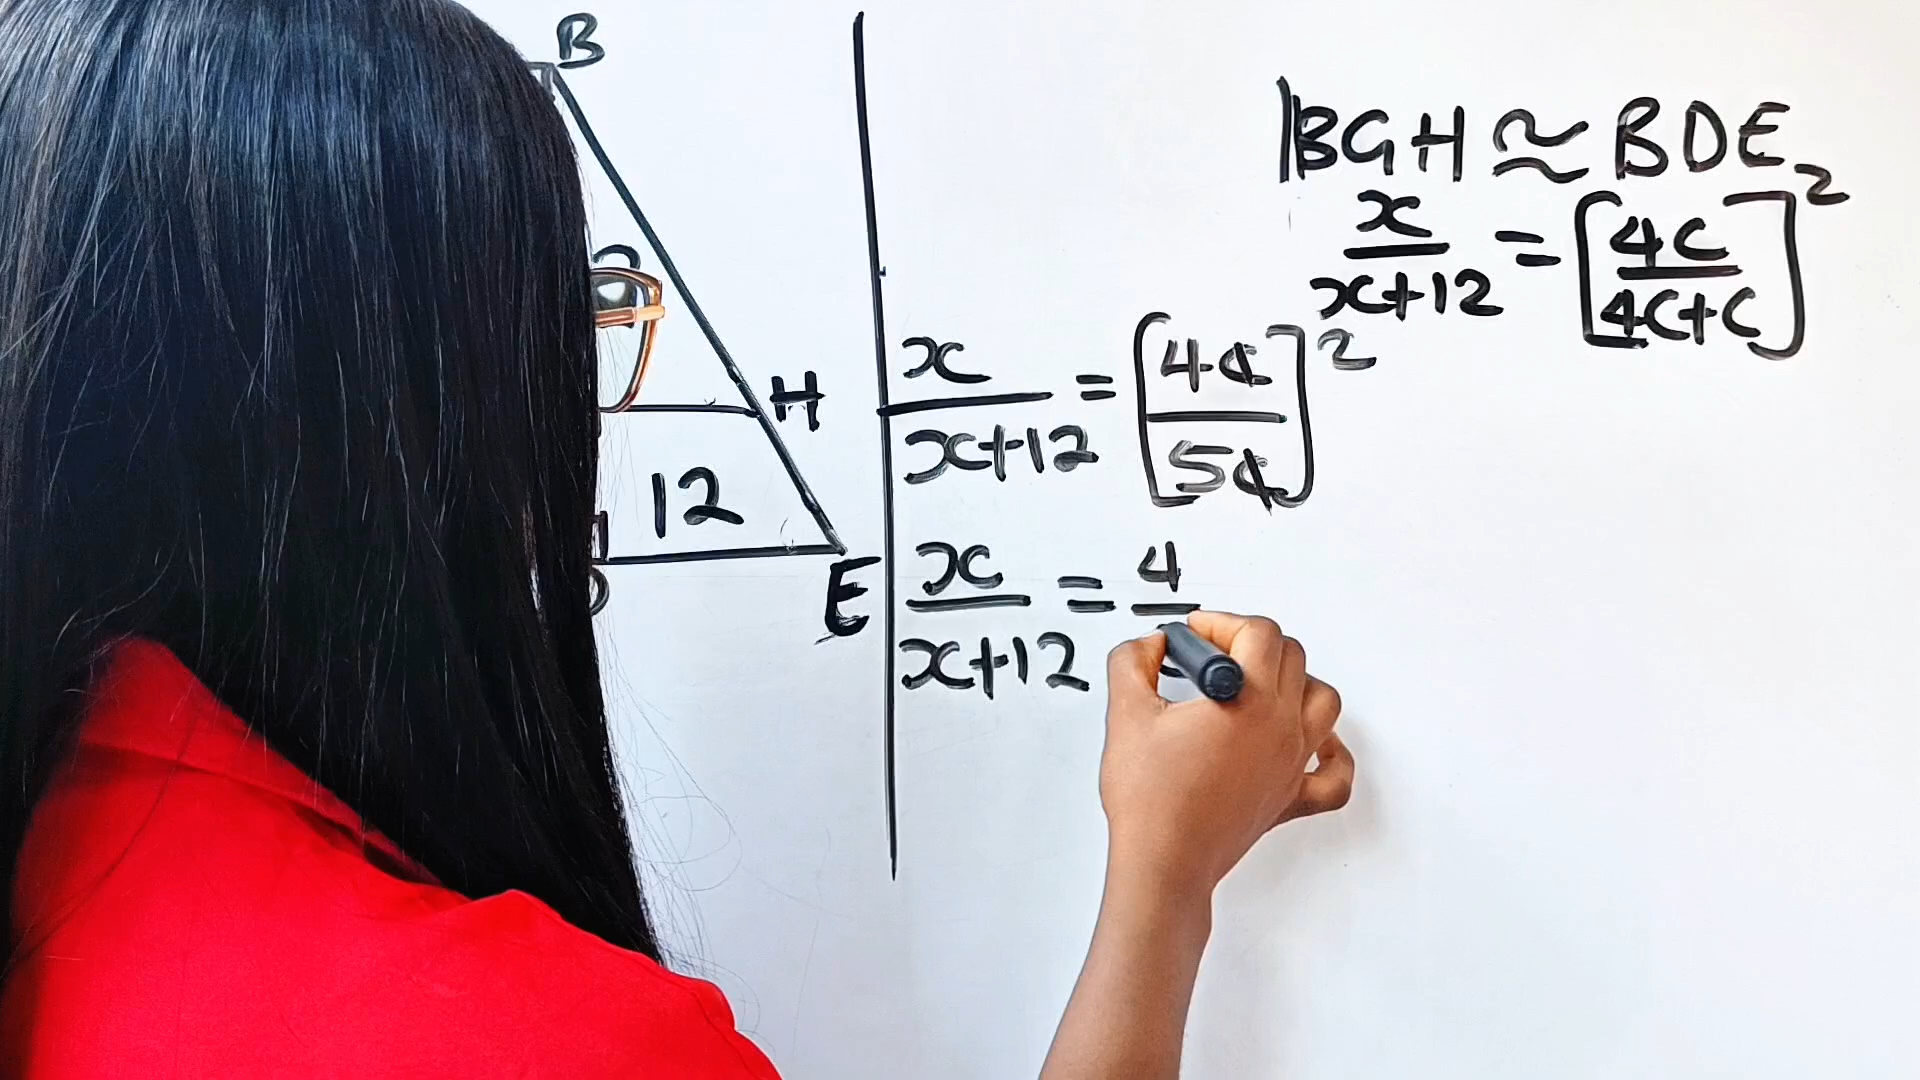 B
H
12
E
BGH ≅ BDE
x/(x+12) = [4C/(4C+C)]²
x/(x+12) = [4C/5C]²
x/(x+12) = 4